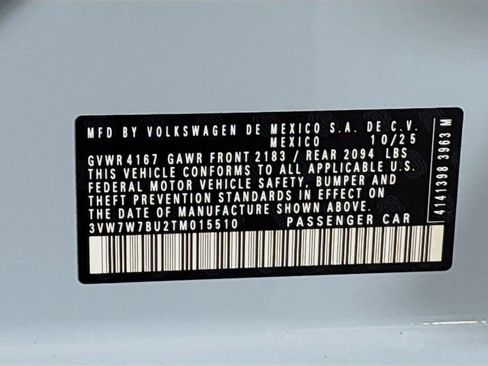 MFD BY VOLKSWAGEN DE MEXICO S.A. DE C.V.
MEXICO 10/25
GVWR 4167 GAWR FRONT 2183 / REAR 2094 LBS
THIS VEHICLE CONFORMS TO ALL APPLICABLE U.S.
FEDERAL MOTOR VEHICLE SAFETY, BUMPER AND
THEFT PREVENTION STANDARDS IN EFFECT ON
THE DATE OF MANUFACTURE SHOWN ABOVE.
3VW7W7BU2TM015510 PASSENGER CAR
4141398 3963 M